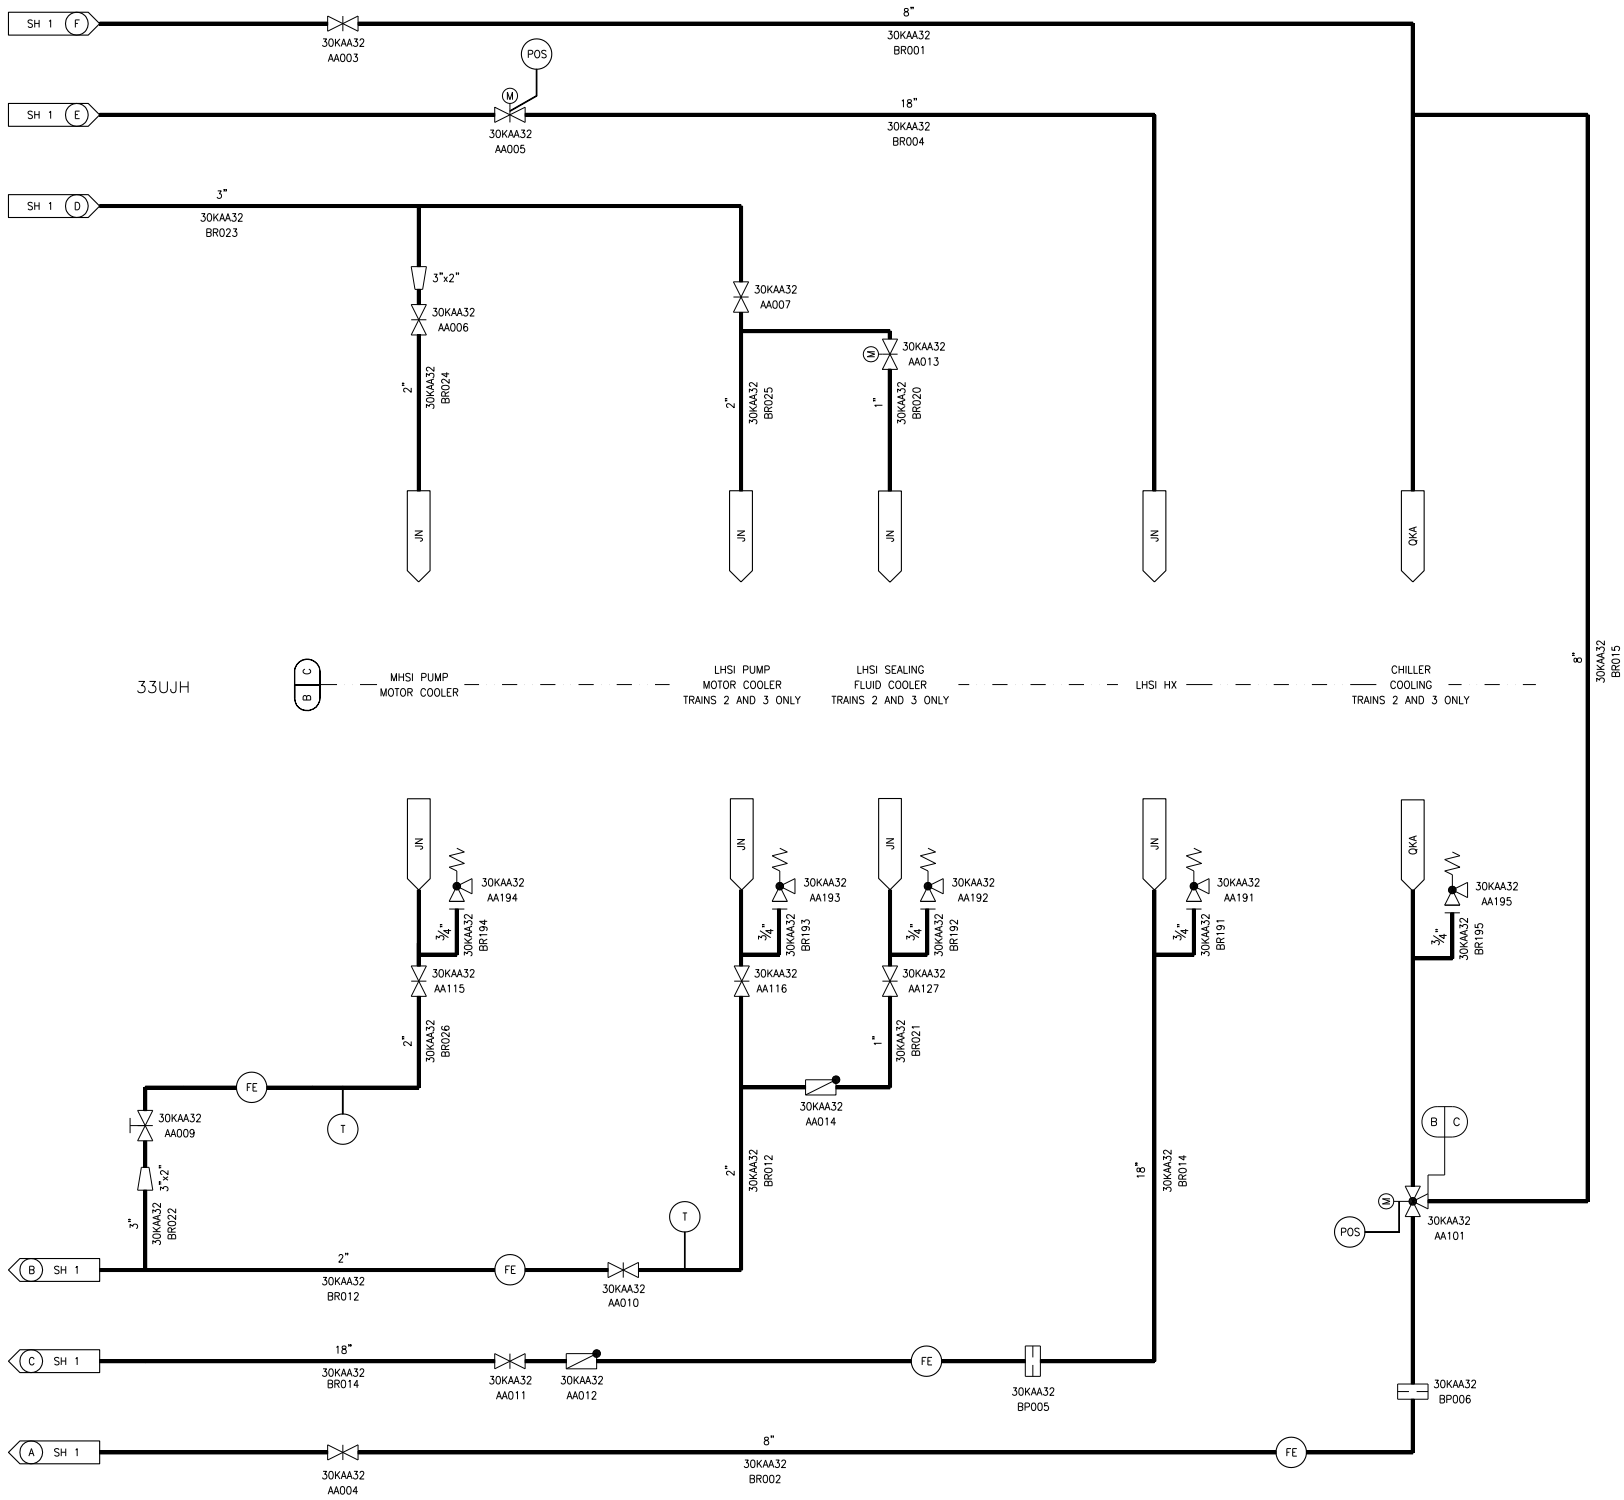 SH 1 F
8"
30KAA32
BR001
30KAA32
AA003
POS
SH 1 E
M
18"
30KAA32
BR004
30KAA32
AA005
SH 1 D
3"
30KAA32
BR023
3"x2"
30KAA32
AA006
30KAA32
AA007
M
30KAA32
AA013
2"
30KAA32
BR024
2"
30KAA32
BR025
1"
30KAA32
BR020
JN
JN
JN
JN
QKA
33UJH
B C
MHSI PUMP
MOTOR COOLER
LHSI PUMP
MOTOR COOLER
TRAINS 2 AND 3 ONLY
LHSI SEALING
FLUID COOLER
TRAINS 2 AND 3 ONLY
LHSI HX
CHILLER
COOLING
TRAINS 2 AND 3 ONLY
8"
30KAA32
BR015
JN
JN
JN
JN
QKA
30KAA32
AA194
30KAA32
AA193
30KAA32
AA192
30KAA32
AA191
30KAA32
AA195
3/4"
30KAA32
BR194
3/4"
30KAA32
BR193
3/4"
30KAA32
BR192
3/4"
30KAA32
BR191
3/4"
30KAA32
BR195
30KAA32
AA115
30KAA32
AA116
30KAA32
AA127
2"
30KAA32
BR026
1"
30KAA32
BR021
FE
T
30KAA32
AA009
3"x2"
3"
30KAA32
BR022
30KAA32
AA014
2"
30KAA32
BR012
18"
30KAA32
BR014
B C
M
POS
30KAA32
AA101
T
B SH 1
2"
30KAA32
BR012
FE
30KAA32
AA010
C SH 1
18"
30KAA32
BR014
30KAA32
AA011
30KAA32
AA012
FE
30KAA32
BP005
30KAA32
BP006
A SH 1
30KAA32
AA004
8"
30KAA32
BR002
FE